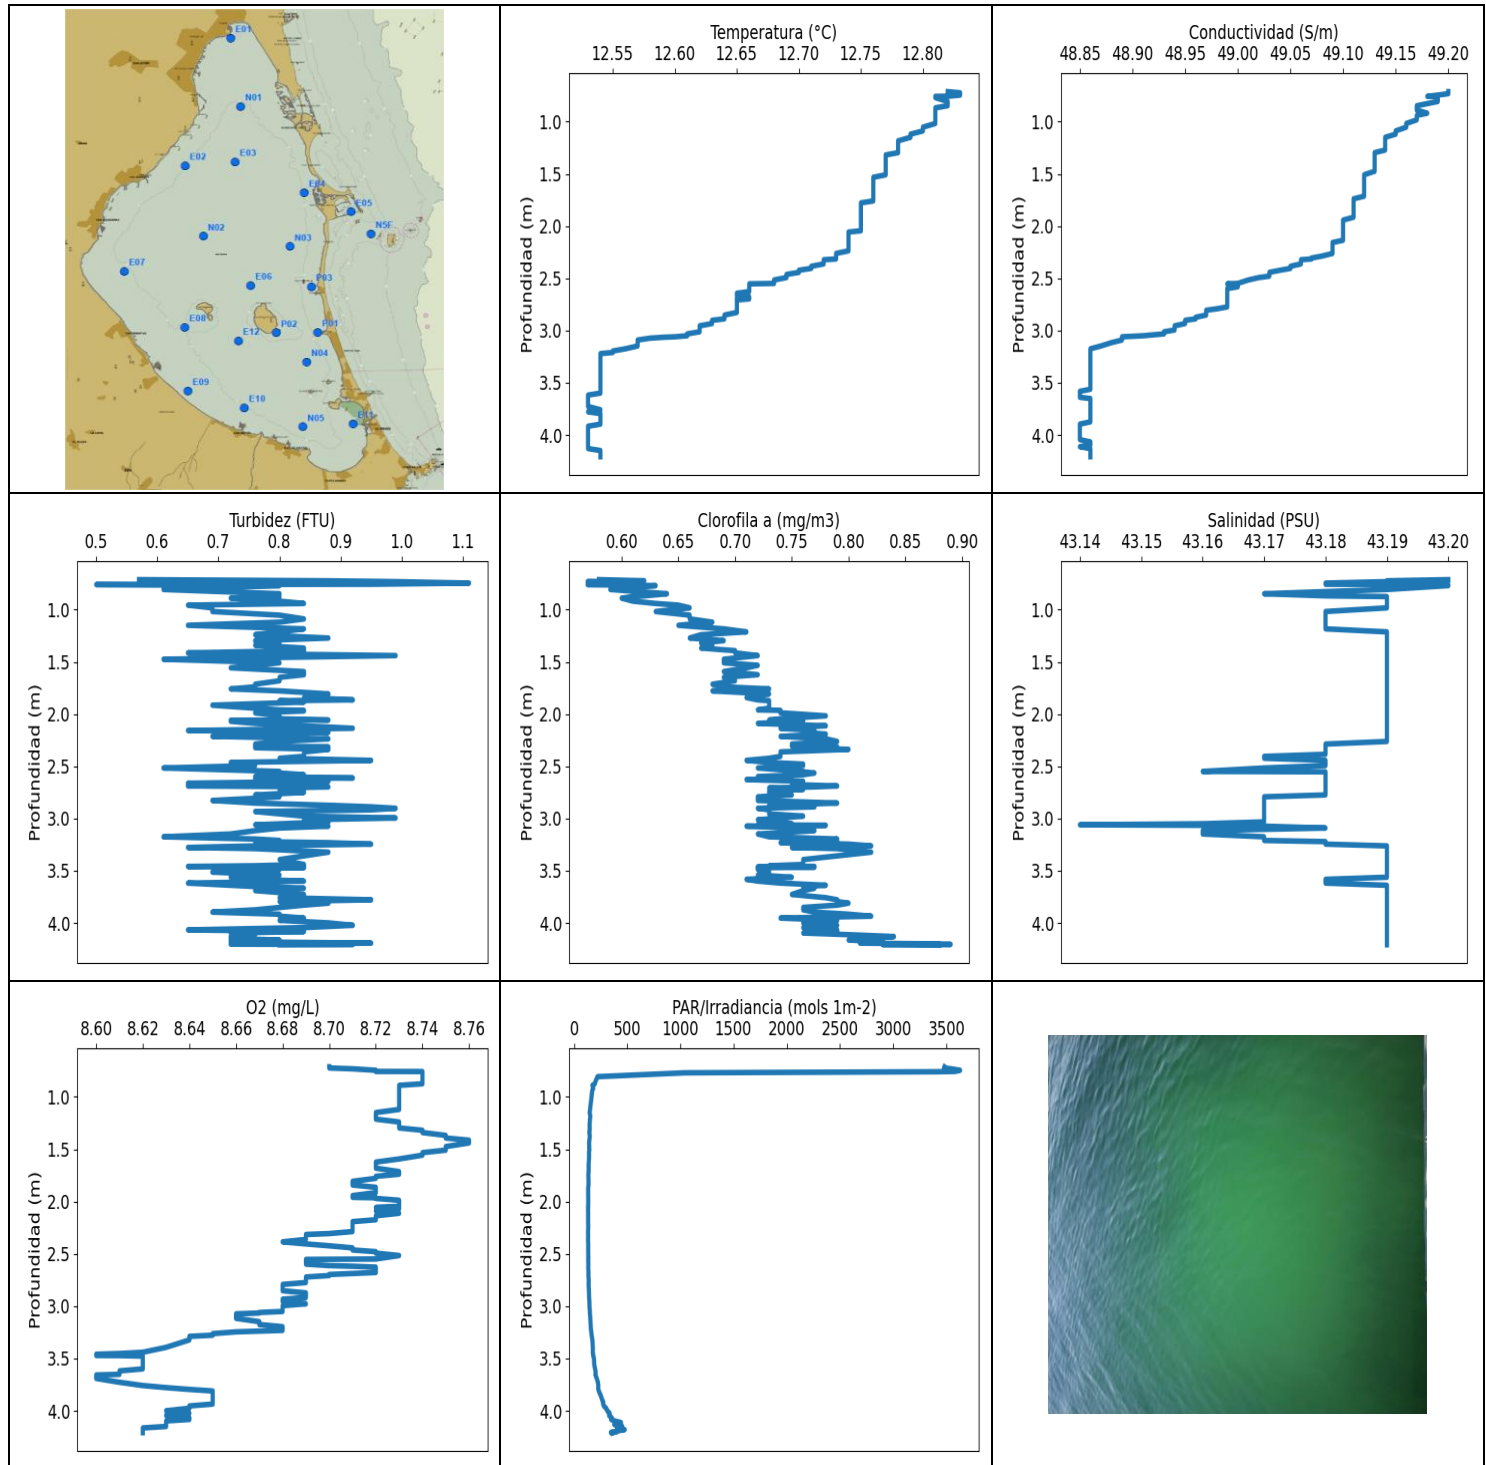 E01
N01
E02
E03
E04
E05
N5E
N02
N03
E07
E06
P03
E08
E12
P02
P01
N04
E09
E10
N05
E11
Temperatura (°C)
12.55 12.60 12.65 12.70 12.75 12.80
Profundidad (m)
1.0
1.5
2.0
2.5
3.0
3.5
4.0
Conductividad (S/m)
48.85 48.90 48.95 49.00 49.05 49.10 49.15 49.20
Profundidad (m)
1.0
1.5
2.0
2.5
3.0
3.5
4.0
Turbidez (FTU)
0.5 0.6 0.7 0.8 0.9 1.0 1.1
Profundidad (m)
1.0
1.5
2.0
2.5
3.0
3.5
4.0
Clorofila a (mg/m3)
0.60 0.65 0.70 0.75 0.80 0.85 0.90
Profundidad (m)
1.0
1.5
2.0
2.5
3.0
3.5
4.0
Salinidad (PSU)
43.14 43.15 43.16 43.17 43.18 43.19 43.20
Profundidad (m)
1.0
1.5
2.0
2.5
3.0
3.5
4.0
O2 (mg/L)
8.60 8.62 8.64 8.66 8.68 8.70 8.72 8.74 8.76
Profundidad (m)
1.0
1.5
2.0
2.5
3.0
3.5
4.0
PAR/Irradiancia (mols 1m-2)
0 500 1000 1500 2000 2500 3000 3500
Profundidad (m)
1.0
1.5
2.0
2.5
3.0
3.5
4.0